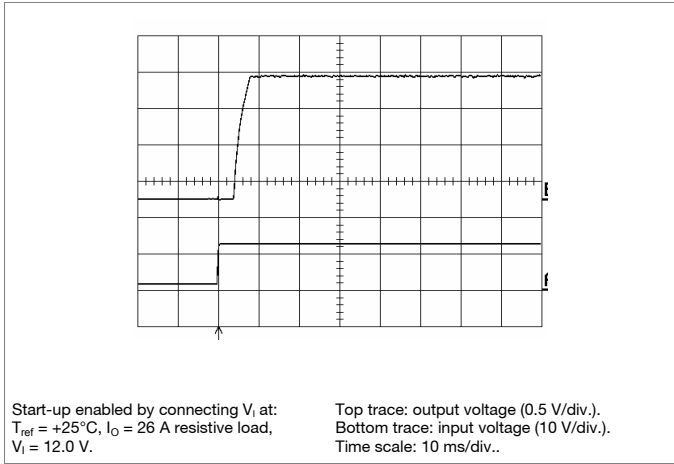 Start-up enabled by connecting VI at:
Tref = +25°C, IO = 26 A resistive load,
VI = 12.0 V.
Top trace: output voltage (0.5 V/div.).
Bottom trace: input voltage (10 V/div.).
Time scale: 10 ms/div..